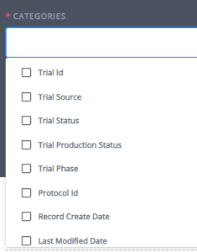 * CATEGORIES
Trial Id
Trial Source
Trial Status
Trial Production Status
Trial Phase
Protocol Id
Record Create Date
Last Modified Date